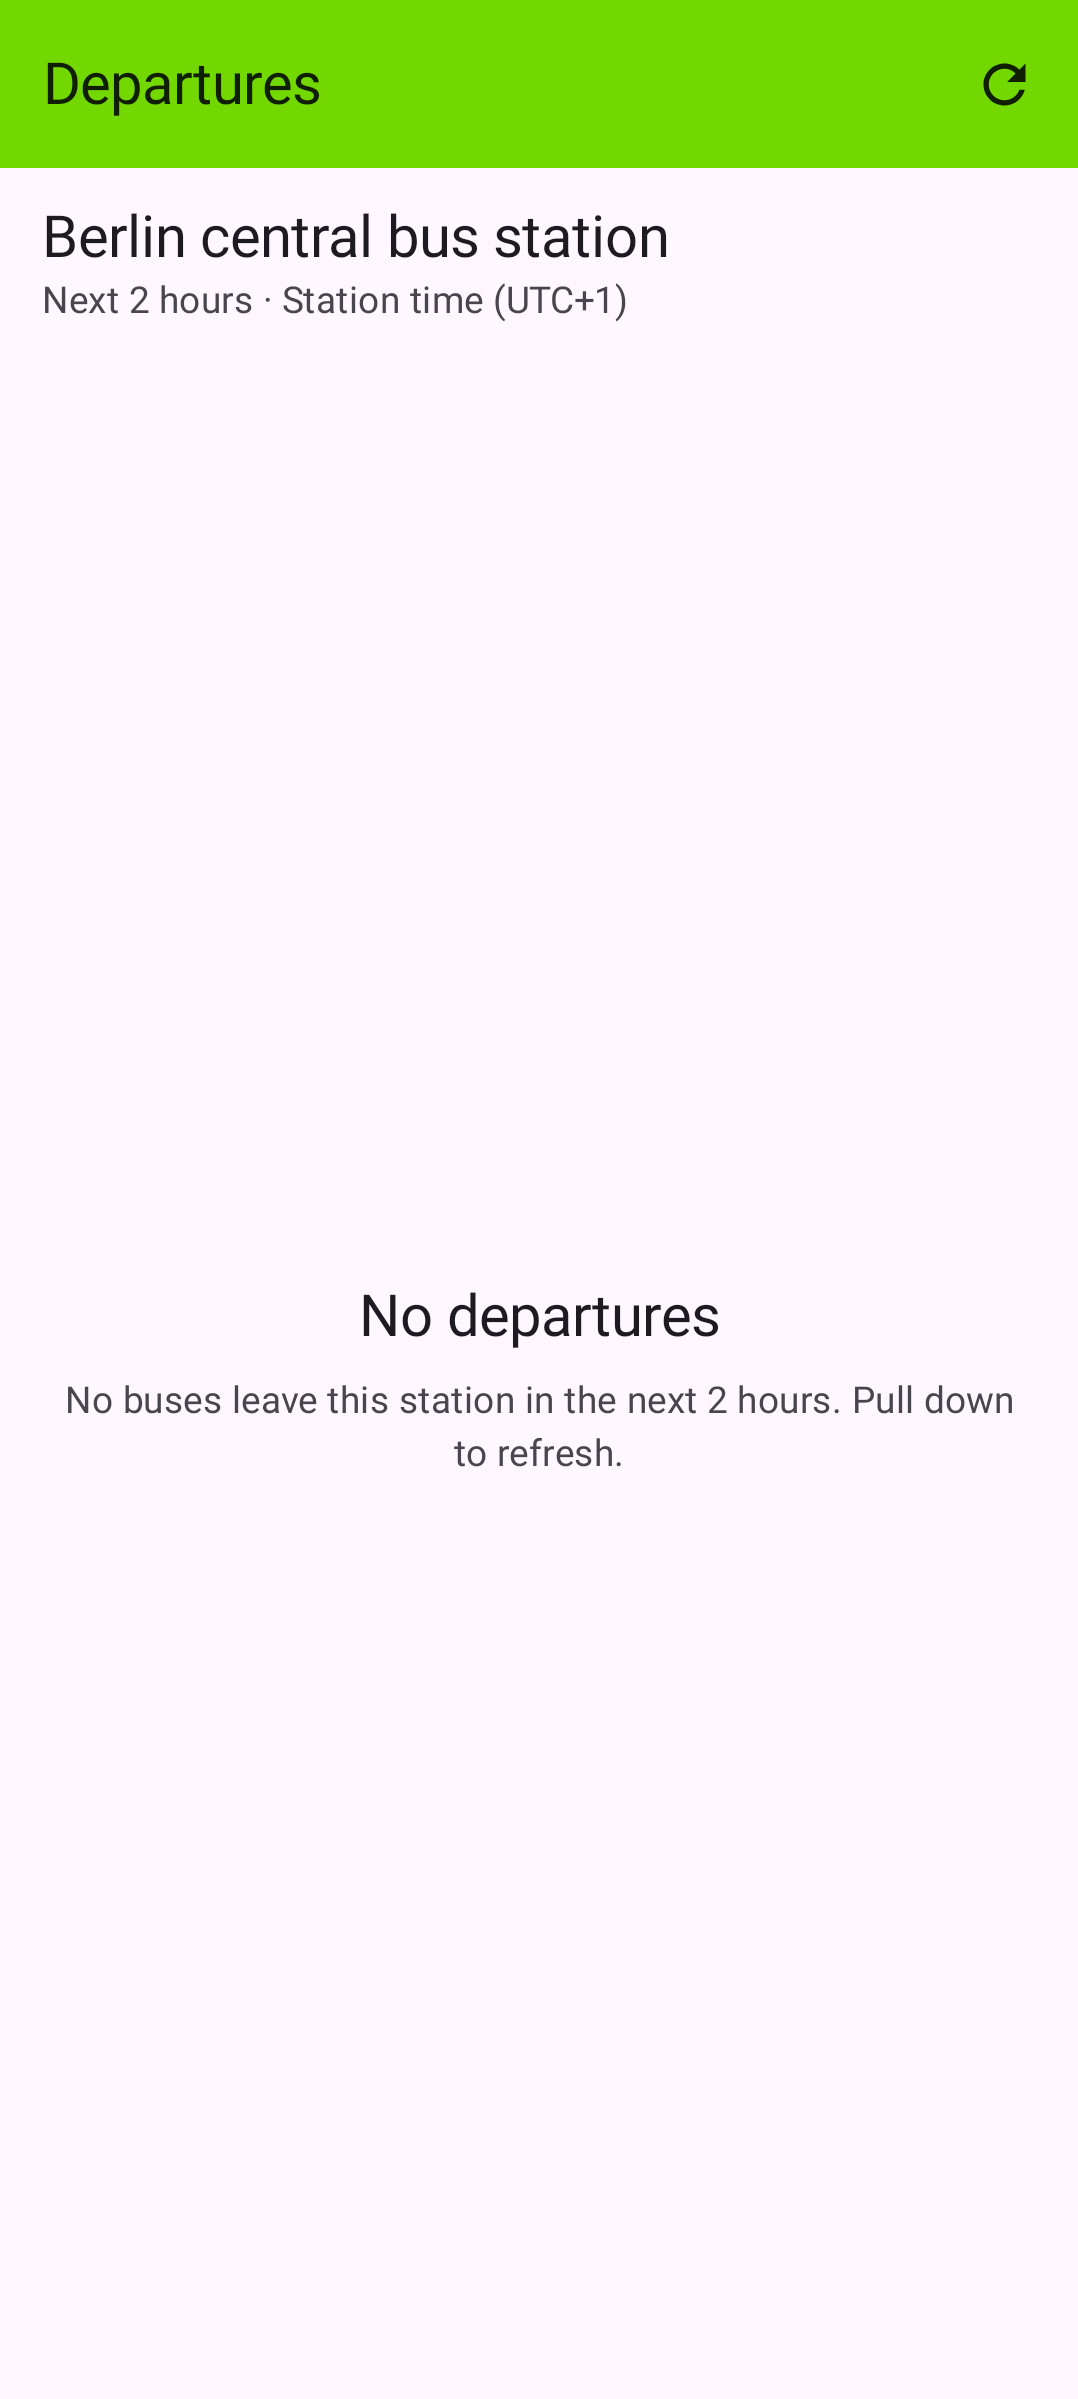 Departures
Berlin central bus station
Next 2 hours · Station time (UTC+1)
No departures
No buses leave this station in the next 2 hours. Pull down
to refresh.